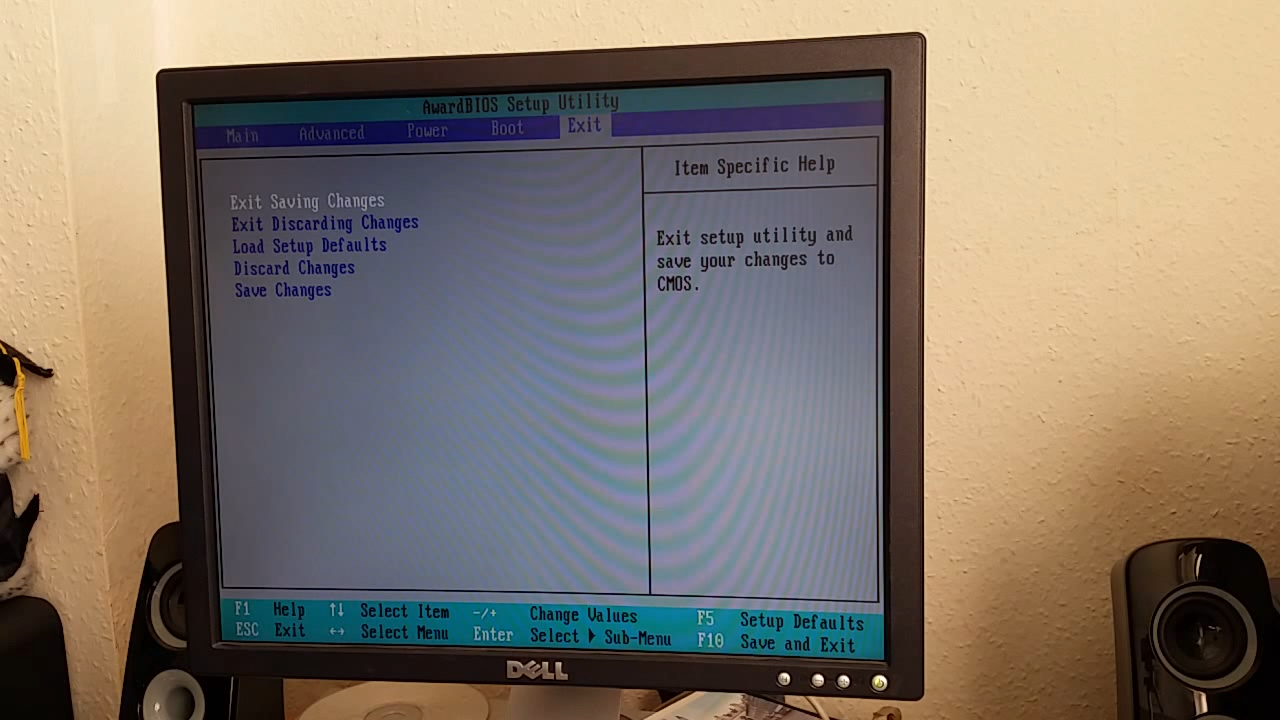 AwardBIOS Setup Utility
Main Advanced Power Boot Exit
Exit Saving Changes
Exit Discarding Changes
Load Setup Defaults
Discard Changes
Save Changes
Item Specific Help
Exit setup utility and
save your changes to
CMOS.
F1 Help ↑↓ Select Item -/+ Change Values F5 Setup Defaults
ESC Exit ↔ Select Menu Enter Select ▶ Sub-Menu F10 Save and Exit
DELL